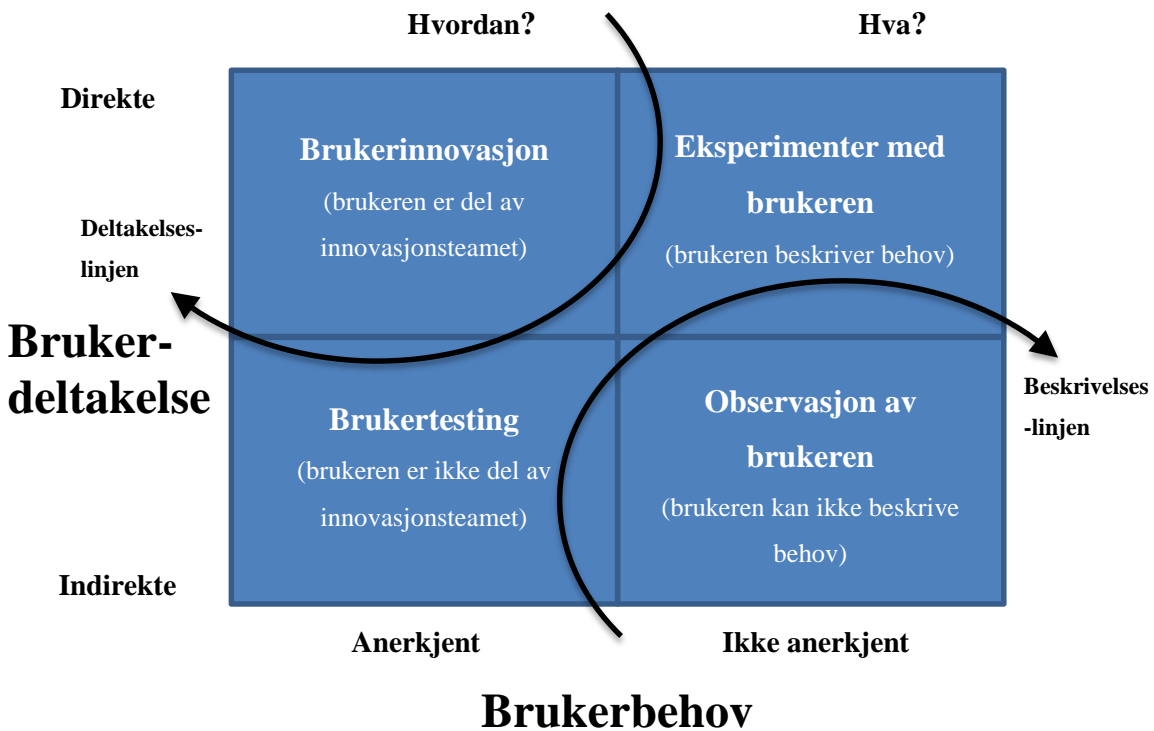 Hvordan?
Hva?
Direkte
Brukerinnovasjon
(brukeren er del av
innovasjonsteamet)
Eksperimenter med
brukeren
(brukeren beskriver behov)
Deltakelses-
linjen
Bruker-
deltakelse
Brukertesting
(brukeren er ikke del av
innovasjonsteamet)
Observasjon av
brukeren
(brukeren kan ikke beskrive
behov)
Beskrivelses
-linjen
Indirekte
Anerkjent
Ikke anerkjent
Brukerbehov